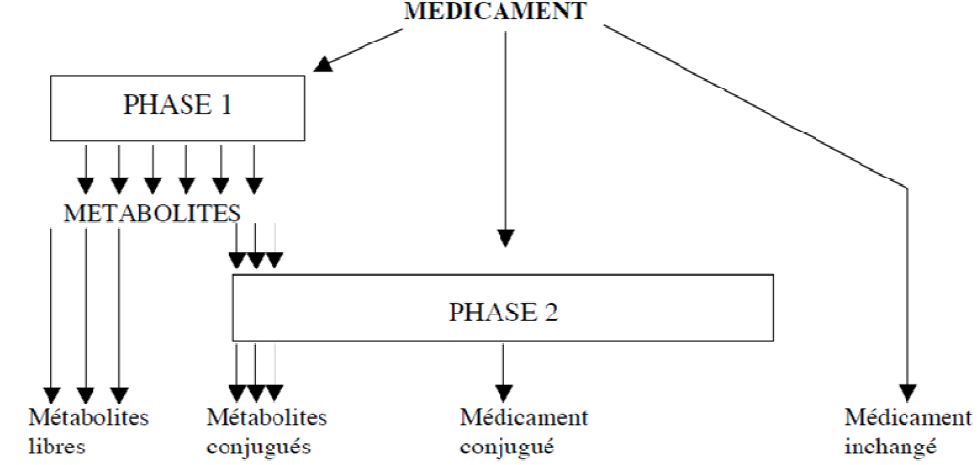 MEDICAMENT
PHASE 1
METABOLITES
PHASE 2
Métabolites
libres
Métabolites
conjugués
Médicament
conjugué
Médicament
inchangé